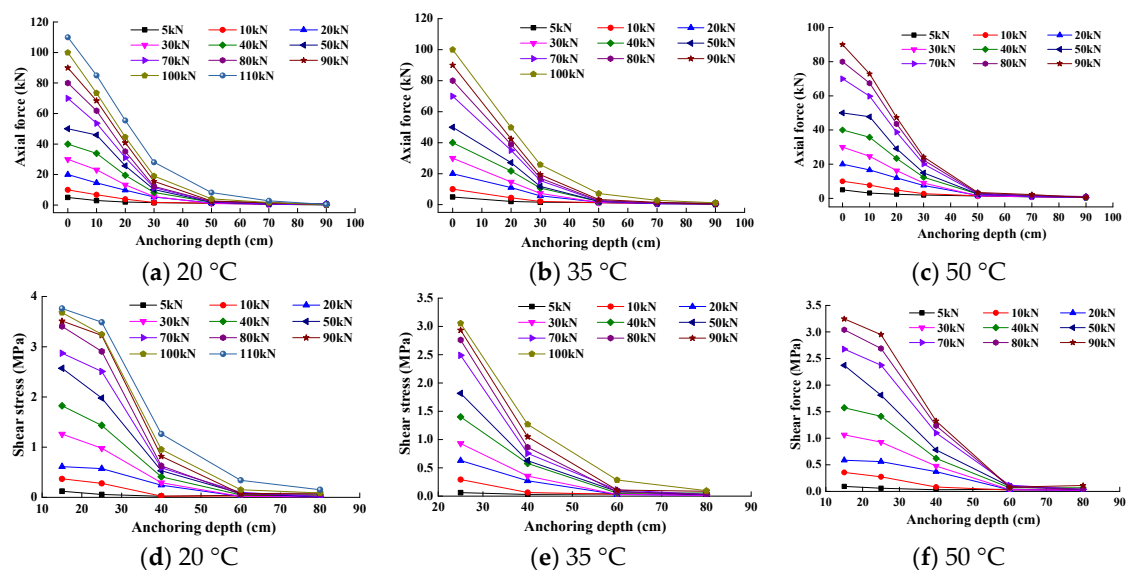 120
100
80
60
40
20
0
Axial force (kN)
5kN 10kN 20kN
30kN 40kN 50kN
70kN 80kN 90kN
100kN 110kN
0 10 20 30 40 50 60 70 80 90 100
Anchoring depth (cm)
(a) 20 °C
120
100
80
60
40
20
0
Axial force (kN)
5kN 10kN 20kN
30kN 40kN 50kN
70kN 80kN 90kN
100kN
0 10 20 30 40 50 60 70 80 90 100
Anchoring depth (cm)
(b) 35 °C
100
80
60
40
20
0
Axial force (kN)
5kN 10kN 20kN
30kN 40kN 50kN
70kN 80kN 90kN
0 10 20 30 40 50 60 70 80 90 100
Anchoring depth (cm)
(c) 50 °C
4
3
2
1
0
Shear stress (MPa)
5kN 10kN 20kN
30kN 40kN 50kN
70kN 80kN 90kN
100kN 110kN
10 20 30 40 50 60 70 80 90
Anchoring depth (cm)
(d) 20 °C
3.5
3.0
2.5
2.0
1.5
1.0
0.5
0.0
Shear stress (MPa)
5kN 10kN 20kN
30kN 40kN 50kN
70kN 80kN 90kN
100kN
20 30 40 50 60 70 80 90
Anchoring depth (cm)
(e) 35 °C
3.5
3.0
2.5
2.0
1.5
1.0
0.5
0.0
Shear force (MPa)
5kN 10kN 20kN
30kN 40kN 50kN
70kN 80kN 90kN
10 20 30 40 50 60 70 80 90
Anchoring depth (cm)
(f) 50 °C